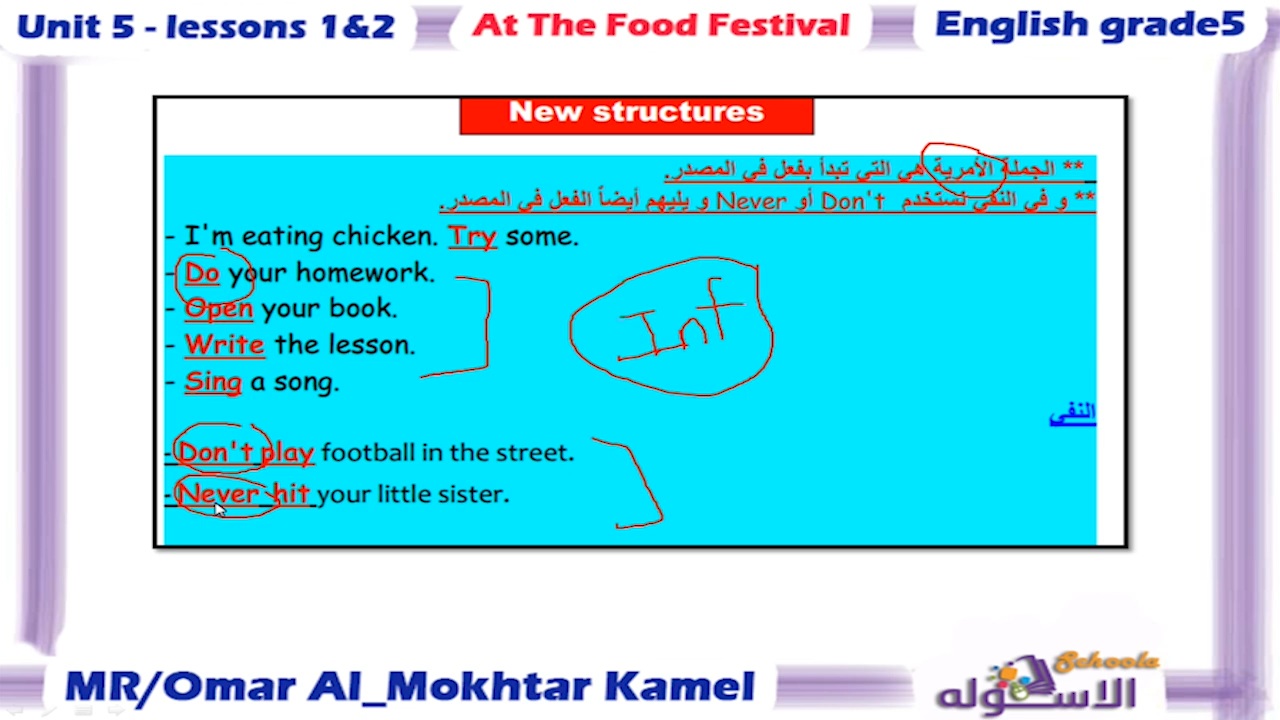 Unit 5 - lessons 1&2
At The Food Festival
English grade5
New structures
** الجملة الأمرية هي التي تبدأ بفعل في المصدر.
** و في النفي نستخدم Don't أو Never و يليهم أيضاً الفعل في المصدر.
- I'm eating chicken. Try some.
- Do your homework.
- Open your book.
- Write the lesson.
- Sing a song.
Inf
النفي
- Don't play football in the street.
- Never hit your little sister.
MR/Omar Al_Mokhtar Kamel
Schoola
الاسكوله